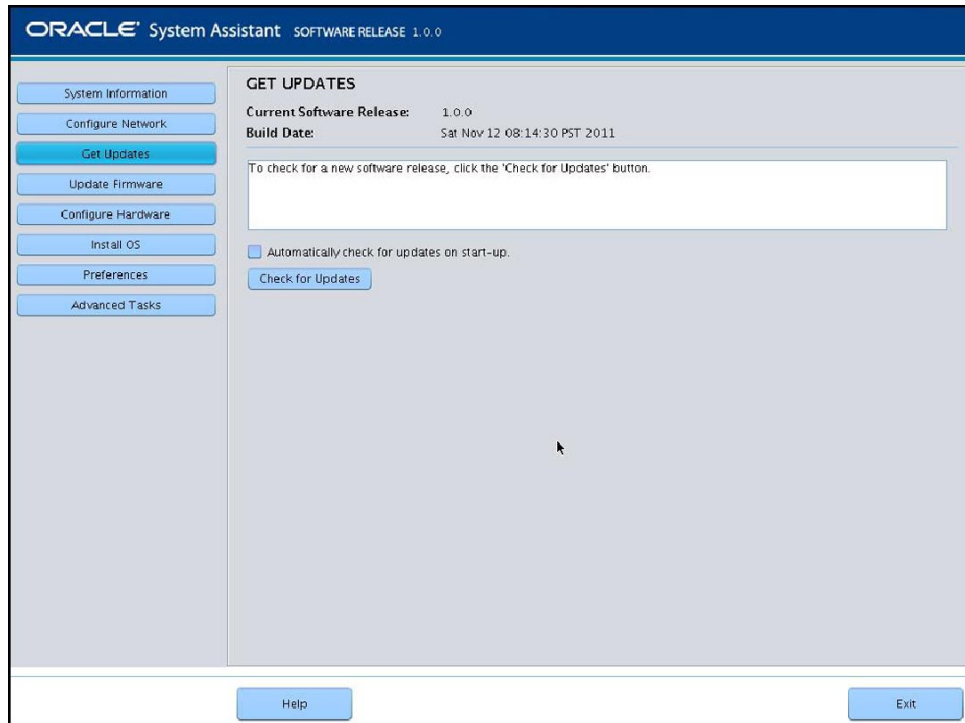 ORACLE System Assistant SOFTWARE RELEASE 1.0.0
System Information
Configure Network
Get Updates
Update Firmware
Configure Hardware
Install OS
Preferences
Advanced Tasks
GET UPDATES
Current Software Release: 1.0.0
Build Date: Sat Nov 12 08:14:30 PST 2011
To check for a new software release, click the 'Check for Updates' button.
Automatically check for updates on start-up.
Check for Updates
Help
Exit